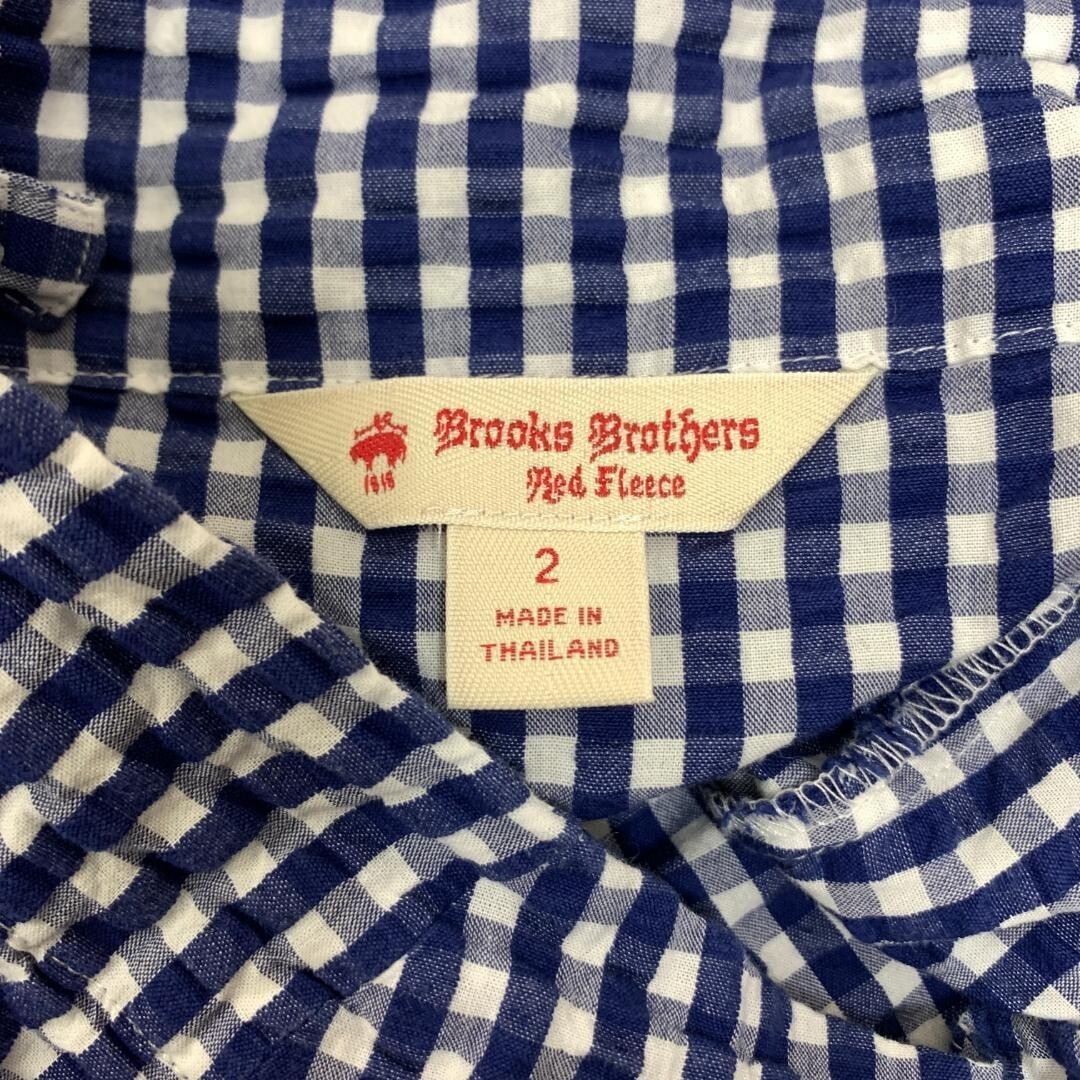 Brooks Brothers
Red Fleece
1818
2
MADE IN
THAILAND